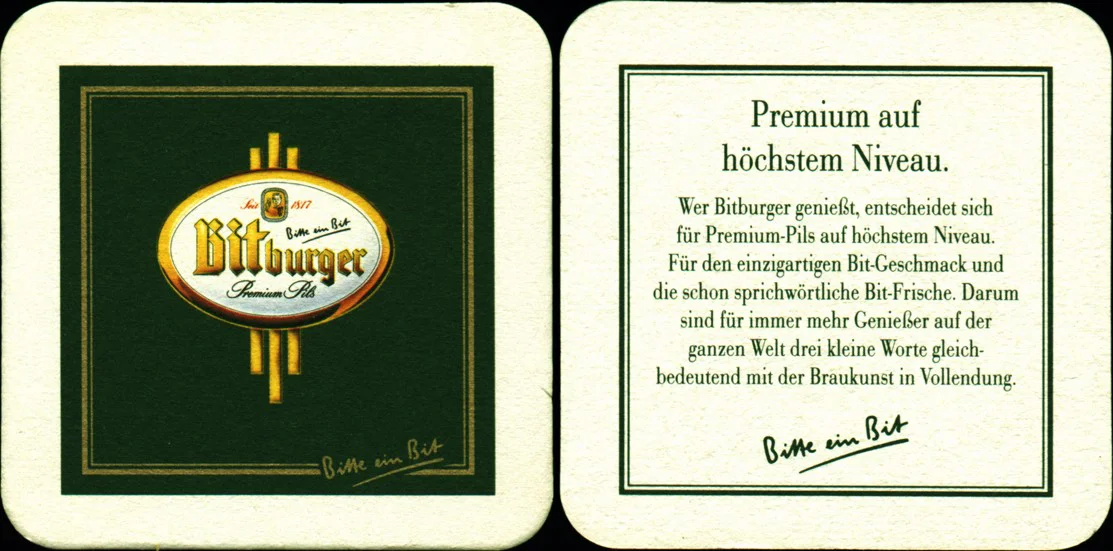 Seit 1817
Bitte ein Bit
Bitburger
Premium Pils
Bitte ein Bit
Premium auf
höchstem Niveau.
Wer Bitburger genießt, entscheidet sich
für Premium-Pils auf höchstem Niveau.
Für den einzigartigen Bit-Geschmack und
die schon sprichwörtliche Bit-Frische. Darum
sind für immer mehr Genießer auf der
ganzen Welt drei kleine Worte gleich-
bedeutend mit der Braukunst in Vollendung.
Bitte ein Bit